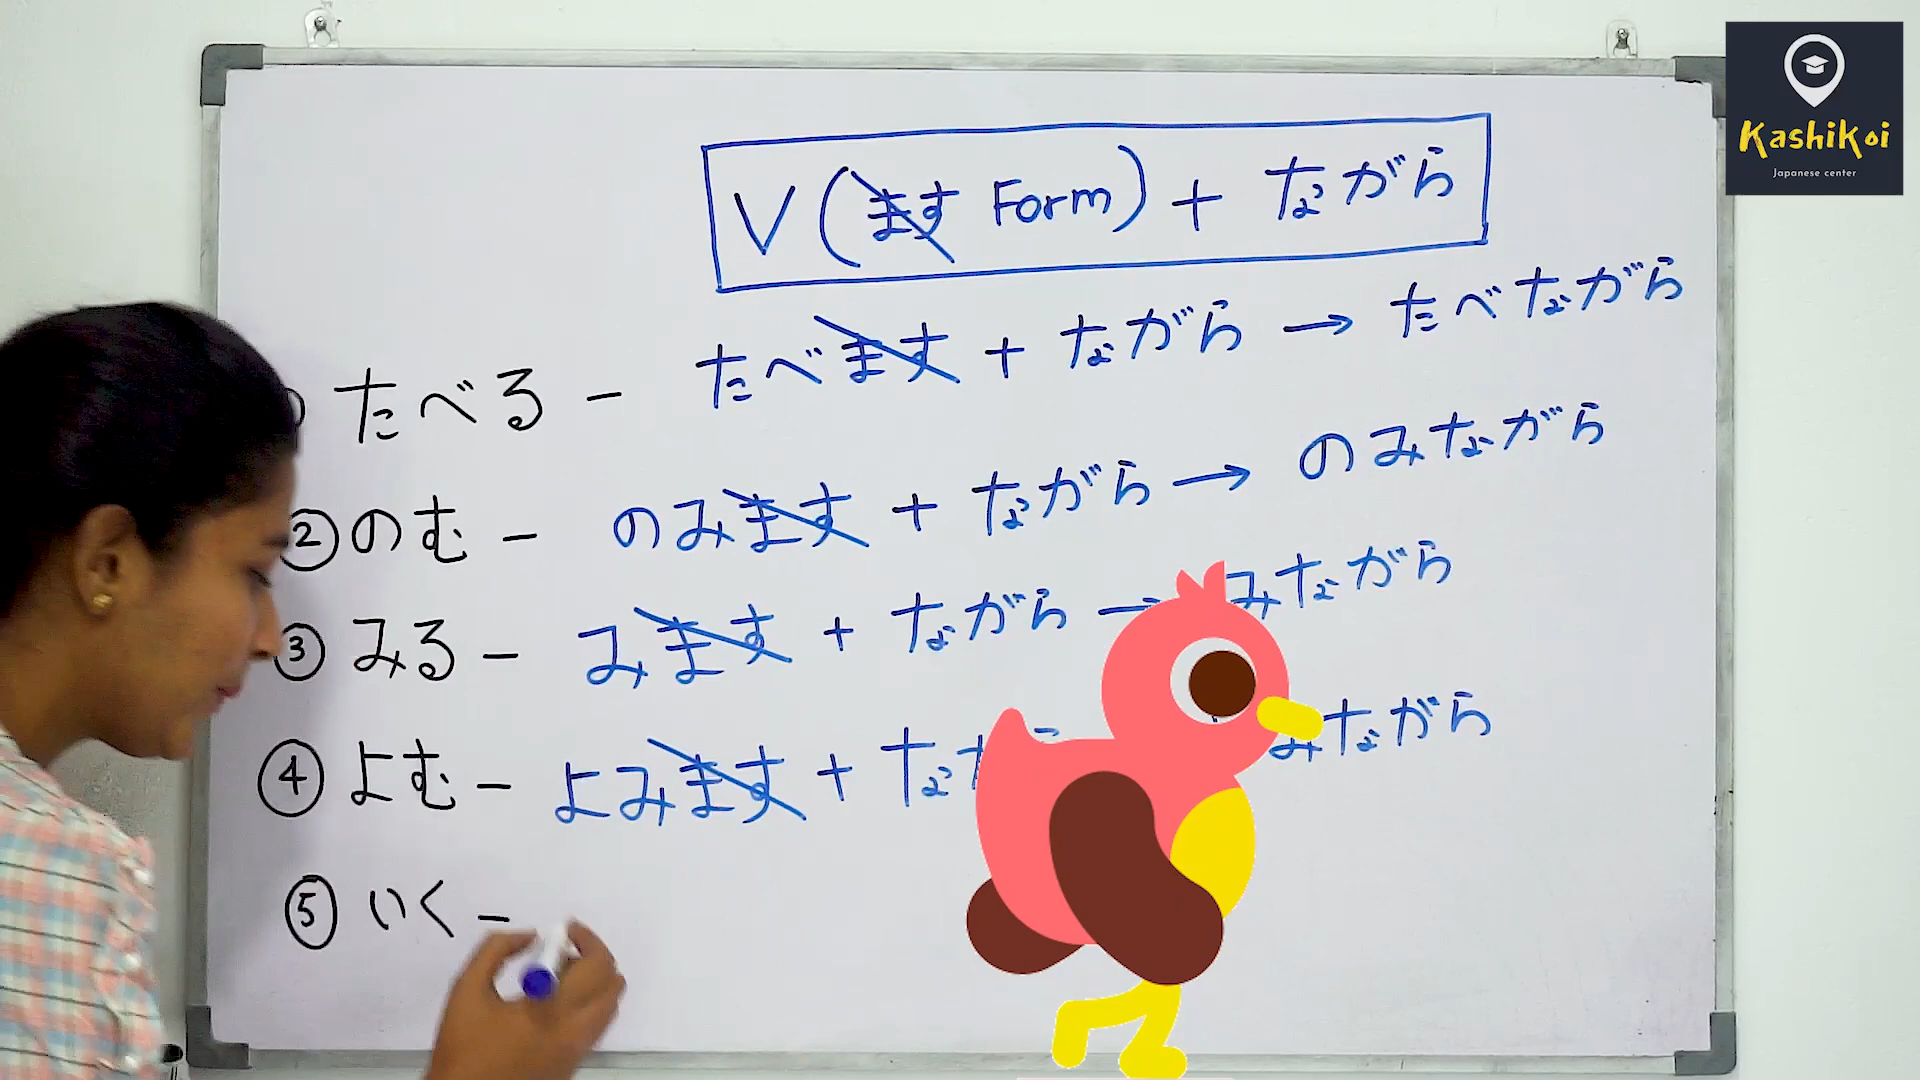 Kashikoi
Japanese center
V (ます Form) + ながら
たべる - たべます + ながら → たべながら
② のむ - のみます + ながら → のみながら
③ みる - みます + ながら → みながら
④ よむ - よみます + な みながら
⑤ いく -